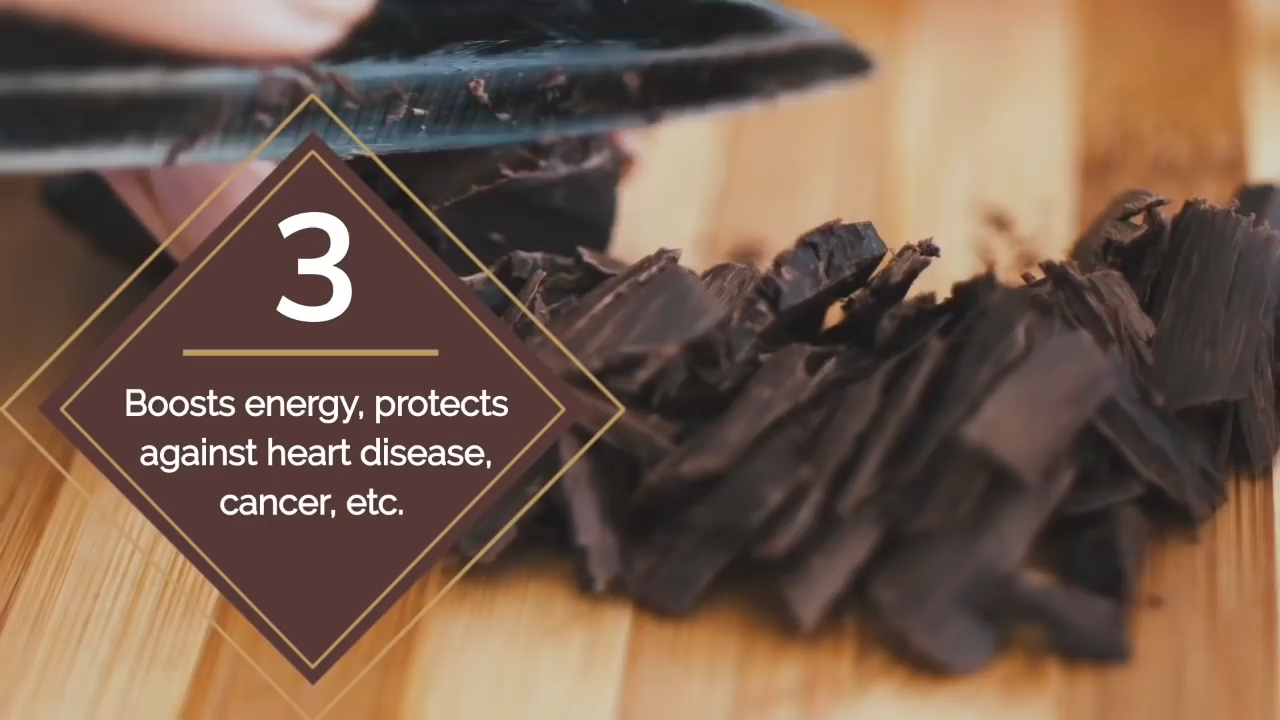 3
Boosts energy, protects
against heart disease,
cancer, etc.